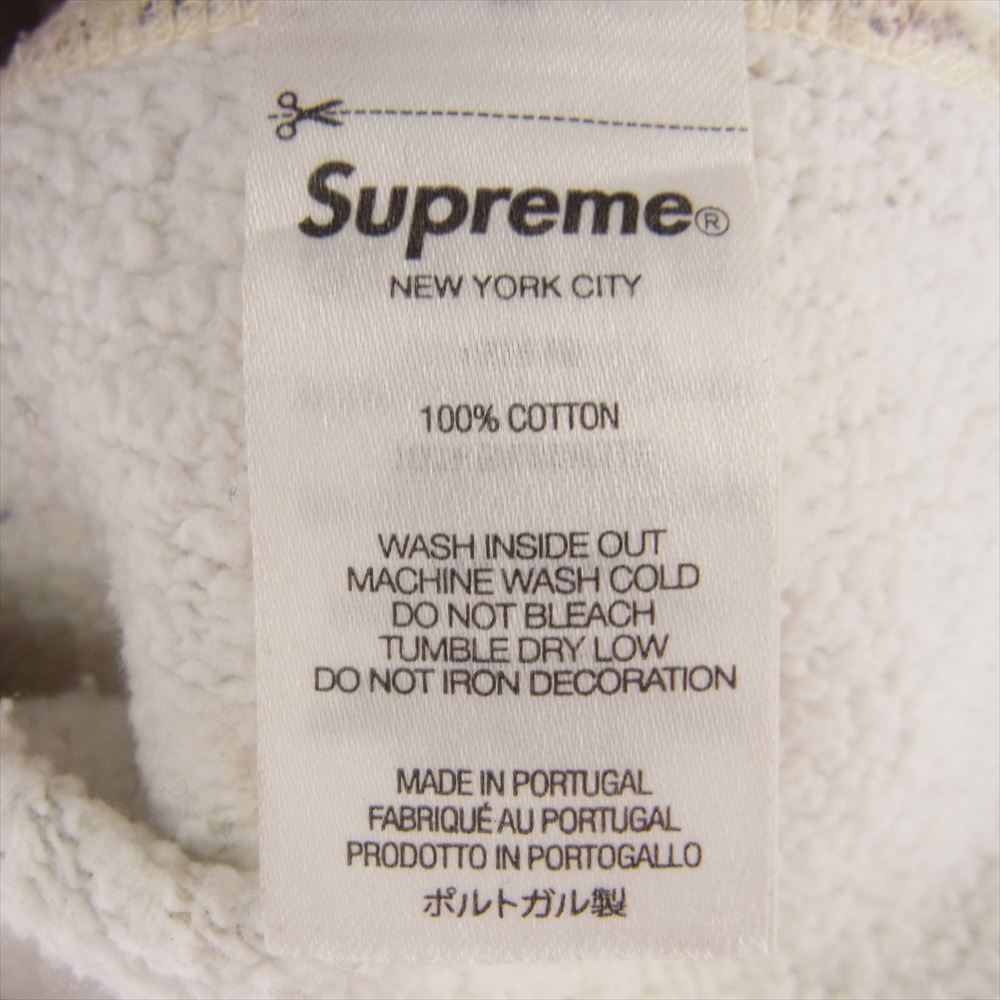 Supreme®
NEW YORK CITY
100% COTTON
WASH INSIDE OUT
MACHINE WASH COLD
DO NOT BLEACH
TUMBLE DRY LOW
DO NOT IRON DECORATION
MADE IN PORTUGAL
FABRIQUÉ AU PORTUGAL
PRODOTTO IN PORTOGALLO
ポルトガル製